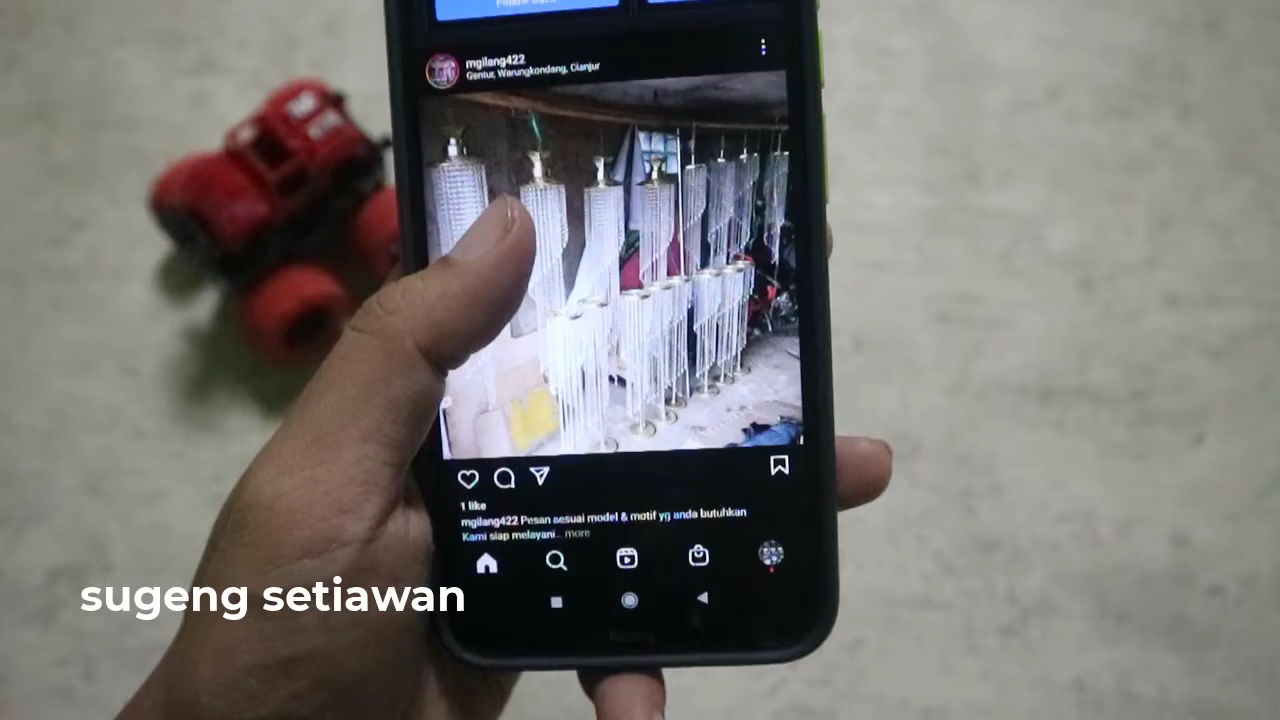 mgilang422
Gentur, Warungkondang, Cianjur
1 like
mgilang422 Pesan sesuai model & motif yg anda butuhkan
Kami siap melayani... more
sugeng setiawan